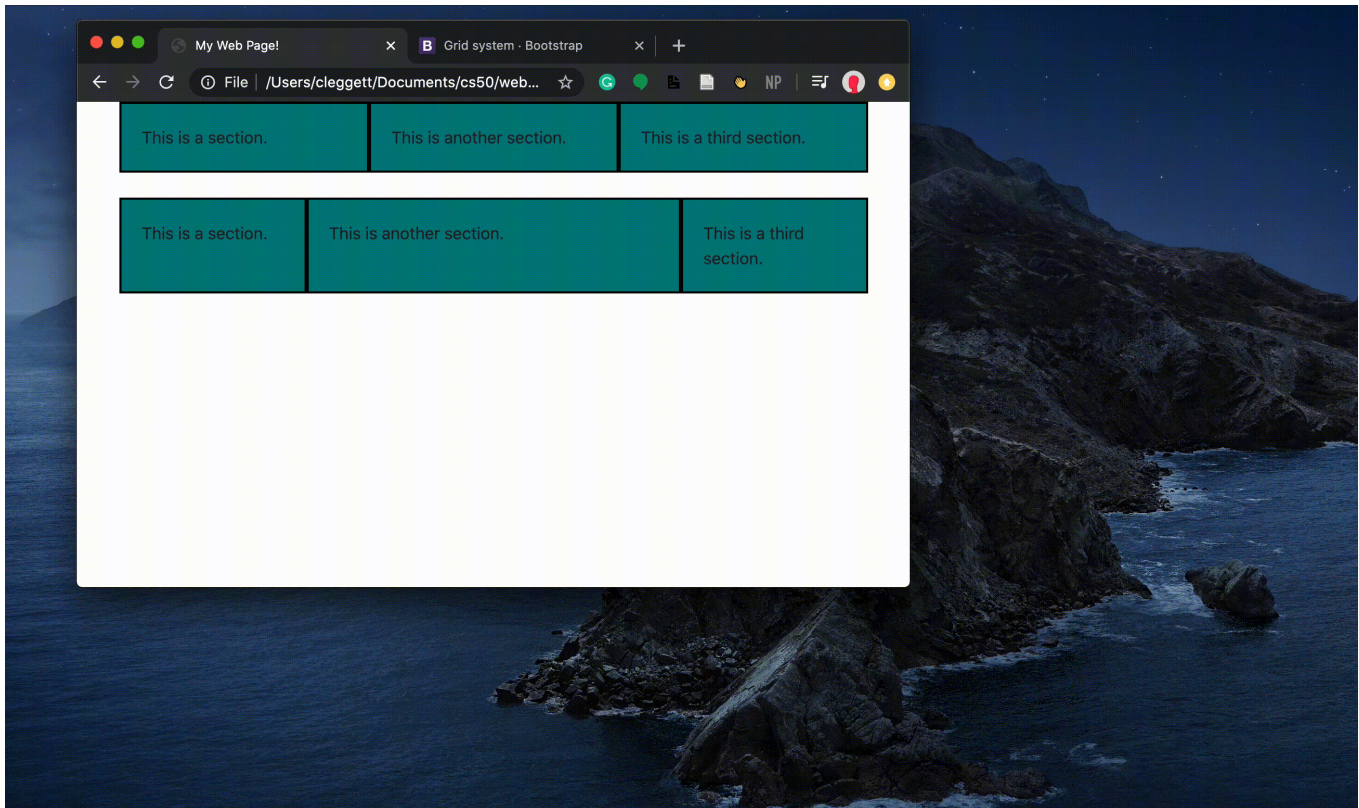 My Web Page!
B Grid system · Bootstrap
File /Users/cleggett/Documents/cs50/web...
NP
This is a section.
This is another section.
This is a third section.
This is a section.
This is another section.
This is a third
section.